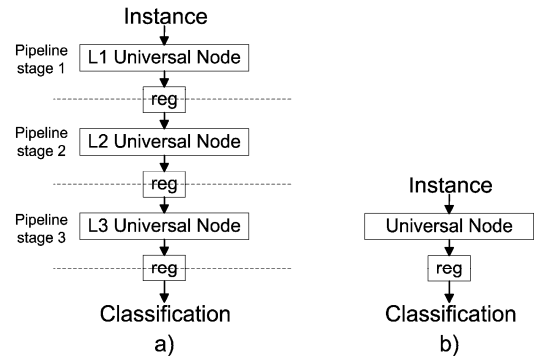 Instance
Pipeline
stage 1
L1 Universal Node
reg
Pipeline
stage 2
L2 Universal Node
reg
Pipeline
stage 3
L3 Universal Node
reg
Classification
a)
Instance
Universal Node
reg
Classification
b)